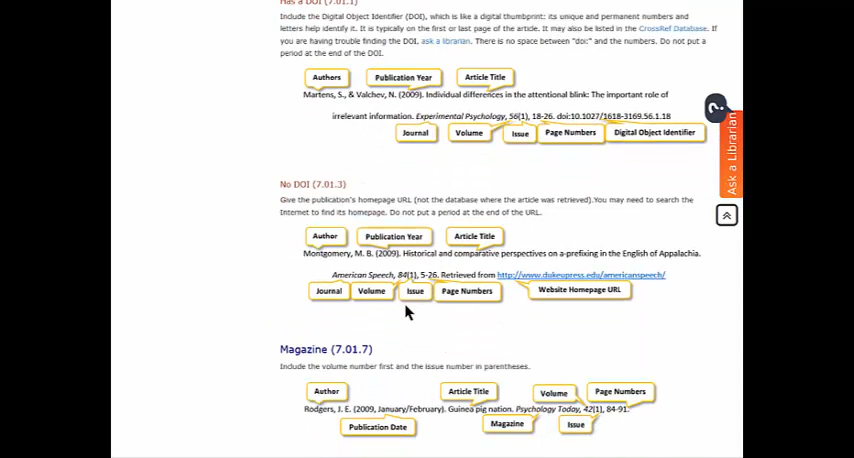 Has a DOI (7.01.1)
Include the Digital Object Identifier (DOI), which is like a digital thumbprint: its unique and permanent numbers and
letters help identify it. It is typically on the first or last page of the article. It may also be listed in the CrossRef Database. If
you are having trouble finding the DOI, ask a librarian. There is no space between "doi:" and the numbers. Do not put a
period at the end of the DOI.
Authors Publication Year Article Title
Martens, S., & Valchev, N. (2009). Individual differences in the attentional blink: The important role of
irrelevant information. Experimental Psychology, 56(1), 18-26. doi:10.1027/1618-3169.56.1.18
Journal Volume Issue Page Numbers Digital Object Identifier
?
Ask a Librarian
No DOI (7.01.3)
Give the publication's homepage URL (not the database where the article was retrieved).You may need to search the
Internet to find its homepage. Do not put a period at the end of the URL.
Author Publication Year Article Title
Montgomery, M. B. (2009). Historical and comparative perspectives on a-prefixing in the English of Appalachia.
American Speech, 84(1), 5-26. Retrieved from http://www.dukeupress.edu/americanspeech/
Journal Volume Issue Page Numbers Website Homepage URL
Magazine (7.01.7)
Include the volume number first and the issue number in parentheses.
Author Article Title Volume Page Numbers
Rodgers, J. E. (2009, January/February). Guinea pig nation. Psychology Today, 42(1), 84-91.
Publication Date Magazine Issue